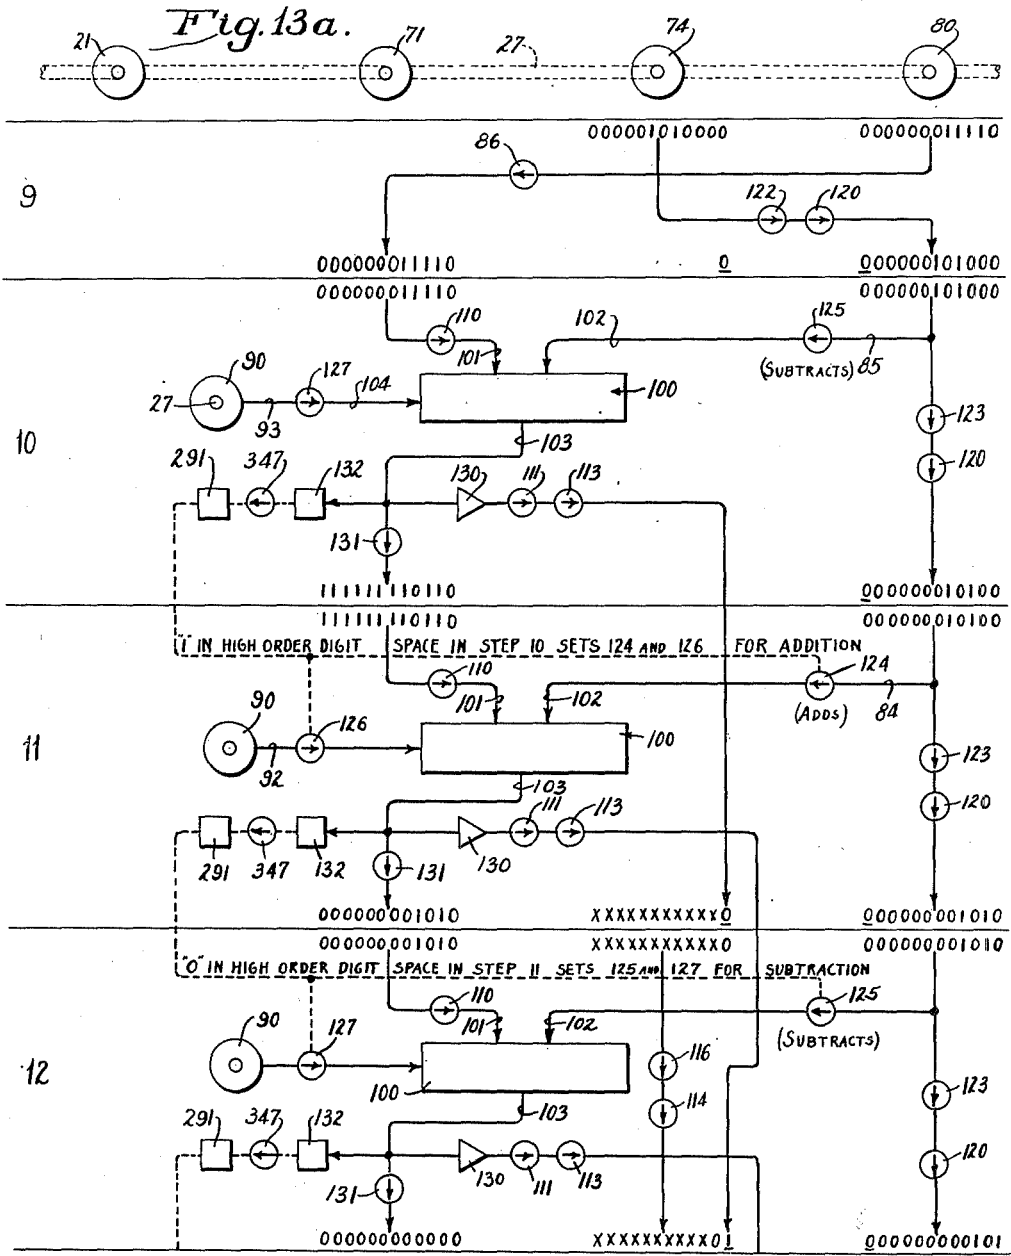 Fig. 13a.
21 71 27 74 80
000001010000 000000011110
86
9
122 120
000000011110 0 0000000101000
000000011110 000000101000
110 102 125
101 (SUBTRACTS) 85
90 127 104 100
27 93 123
10 103 120
291 347 132 130 111 113
131
111111110110 0000000010100
111111110110 000000010100
"1" IN HIGH ORDER DIGIT SPACE IN STEP 10 SETS 124 AND 126 FOR ADDITION
110 124
101 102 (ADDS) 84
90 126 100
11 92 123
103 111 113 120
291 347 132 131 130
000000001010 XXXXXXXXXXX0 0000000001010
000000001010 XXXXXXXXXXX0 000000001010
"0" IN HIGH ORDER DIGIT SPACE IN STEP 11 SETS 125 AND 127 FOR SUBTRACTION
110 125
101 102 (SUBTRACTS)
90 127
12 100 116 123
103 114
291 347 132 130 111 113 120
131
000000000000 XXXXXXXXXX01 0000000000101